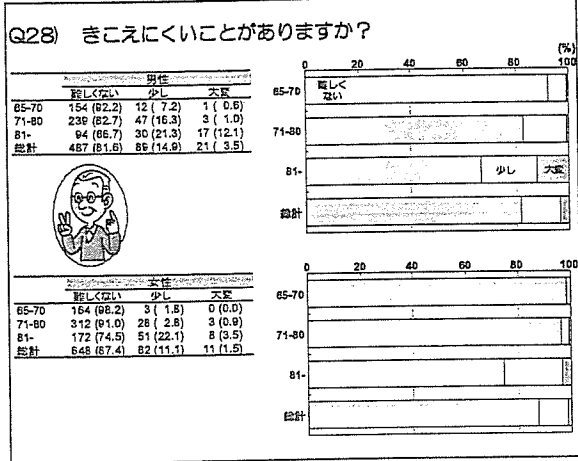 Q28) きこえにくいことがありますか？
男性
難しくない 少し 大変
65-70 154 (92.2) 12 ( 7.2) 1 ( 0.6)
71-80 239 (82.7) 47 (16.3) 3 ( 1.0)
81- 94 (66.7) 30 (21.3) 17 (12.1)
総計 487 (81.6) 89 (14.9) 21 ( 3.5)
(%)
0 20 40 60 80 100
65-70 難しくない
71-80
81- 少し 大変
総計
女性
難しくない 少し 大変
65-70 164 (98.2) 3 ( 1.8) 0 (0.0)
71-80 312 (91.0) 28 ( 2.8) 3 (0.9)
81- 172 (74.5) 51 (22.1) 8 (3.5)
総計 648 (87.4) 82 (11.1) 11 (1.5)
0 20 40 60 80 100
65-70
71-80
81-
総計